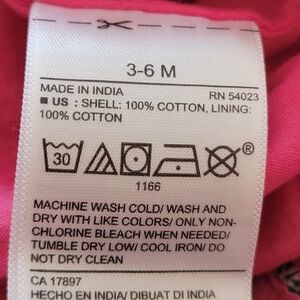 3-6 M
MADE IN INDIA RN 54023
US : SHELL: 100% COTTON, LINING:
100% COTTON
30 ®
1166
MACHINE WASH COLD/ WASH AND
DRY WITH LIKE COLORS/ ONLY NON-
CHLORINE BLEACH WHEN NEEDED/
TUMBLE DRY LOW/ COOL IRON/ DO
NOT DRY CLEAN
CA 17897
HECHO EN INDIA/ DIBUAT DI INDIA